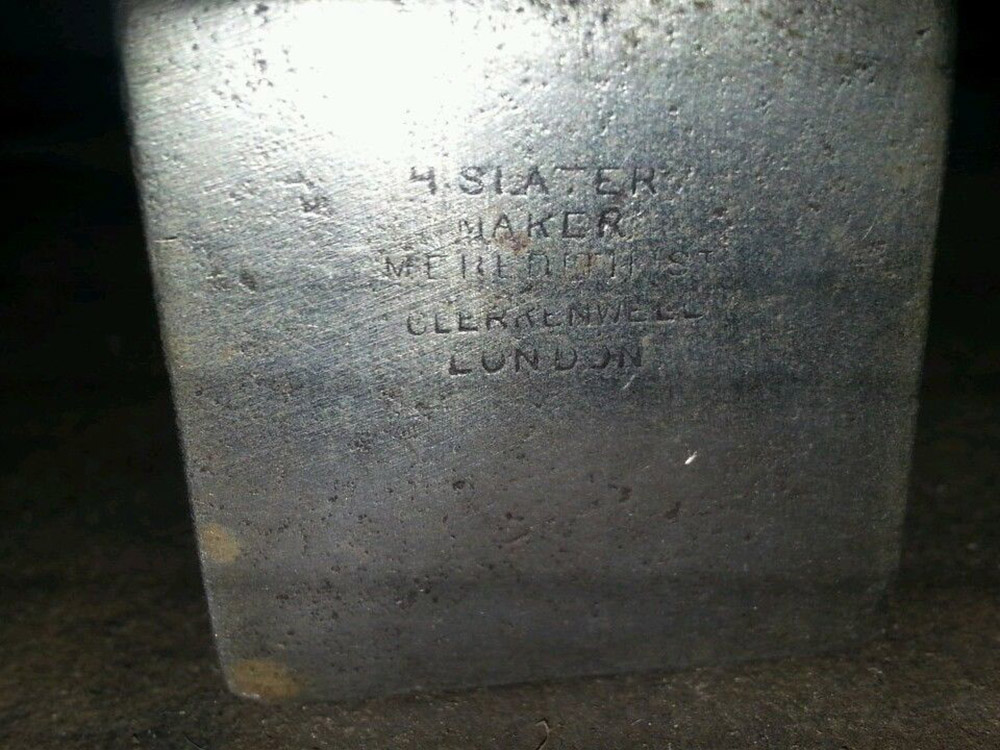 H·SLATER
MAKER
MEREDITH ST
CLERKENWELL
LONDON